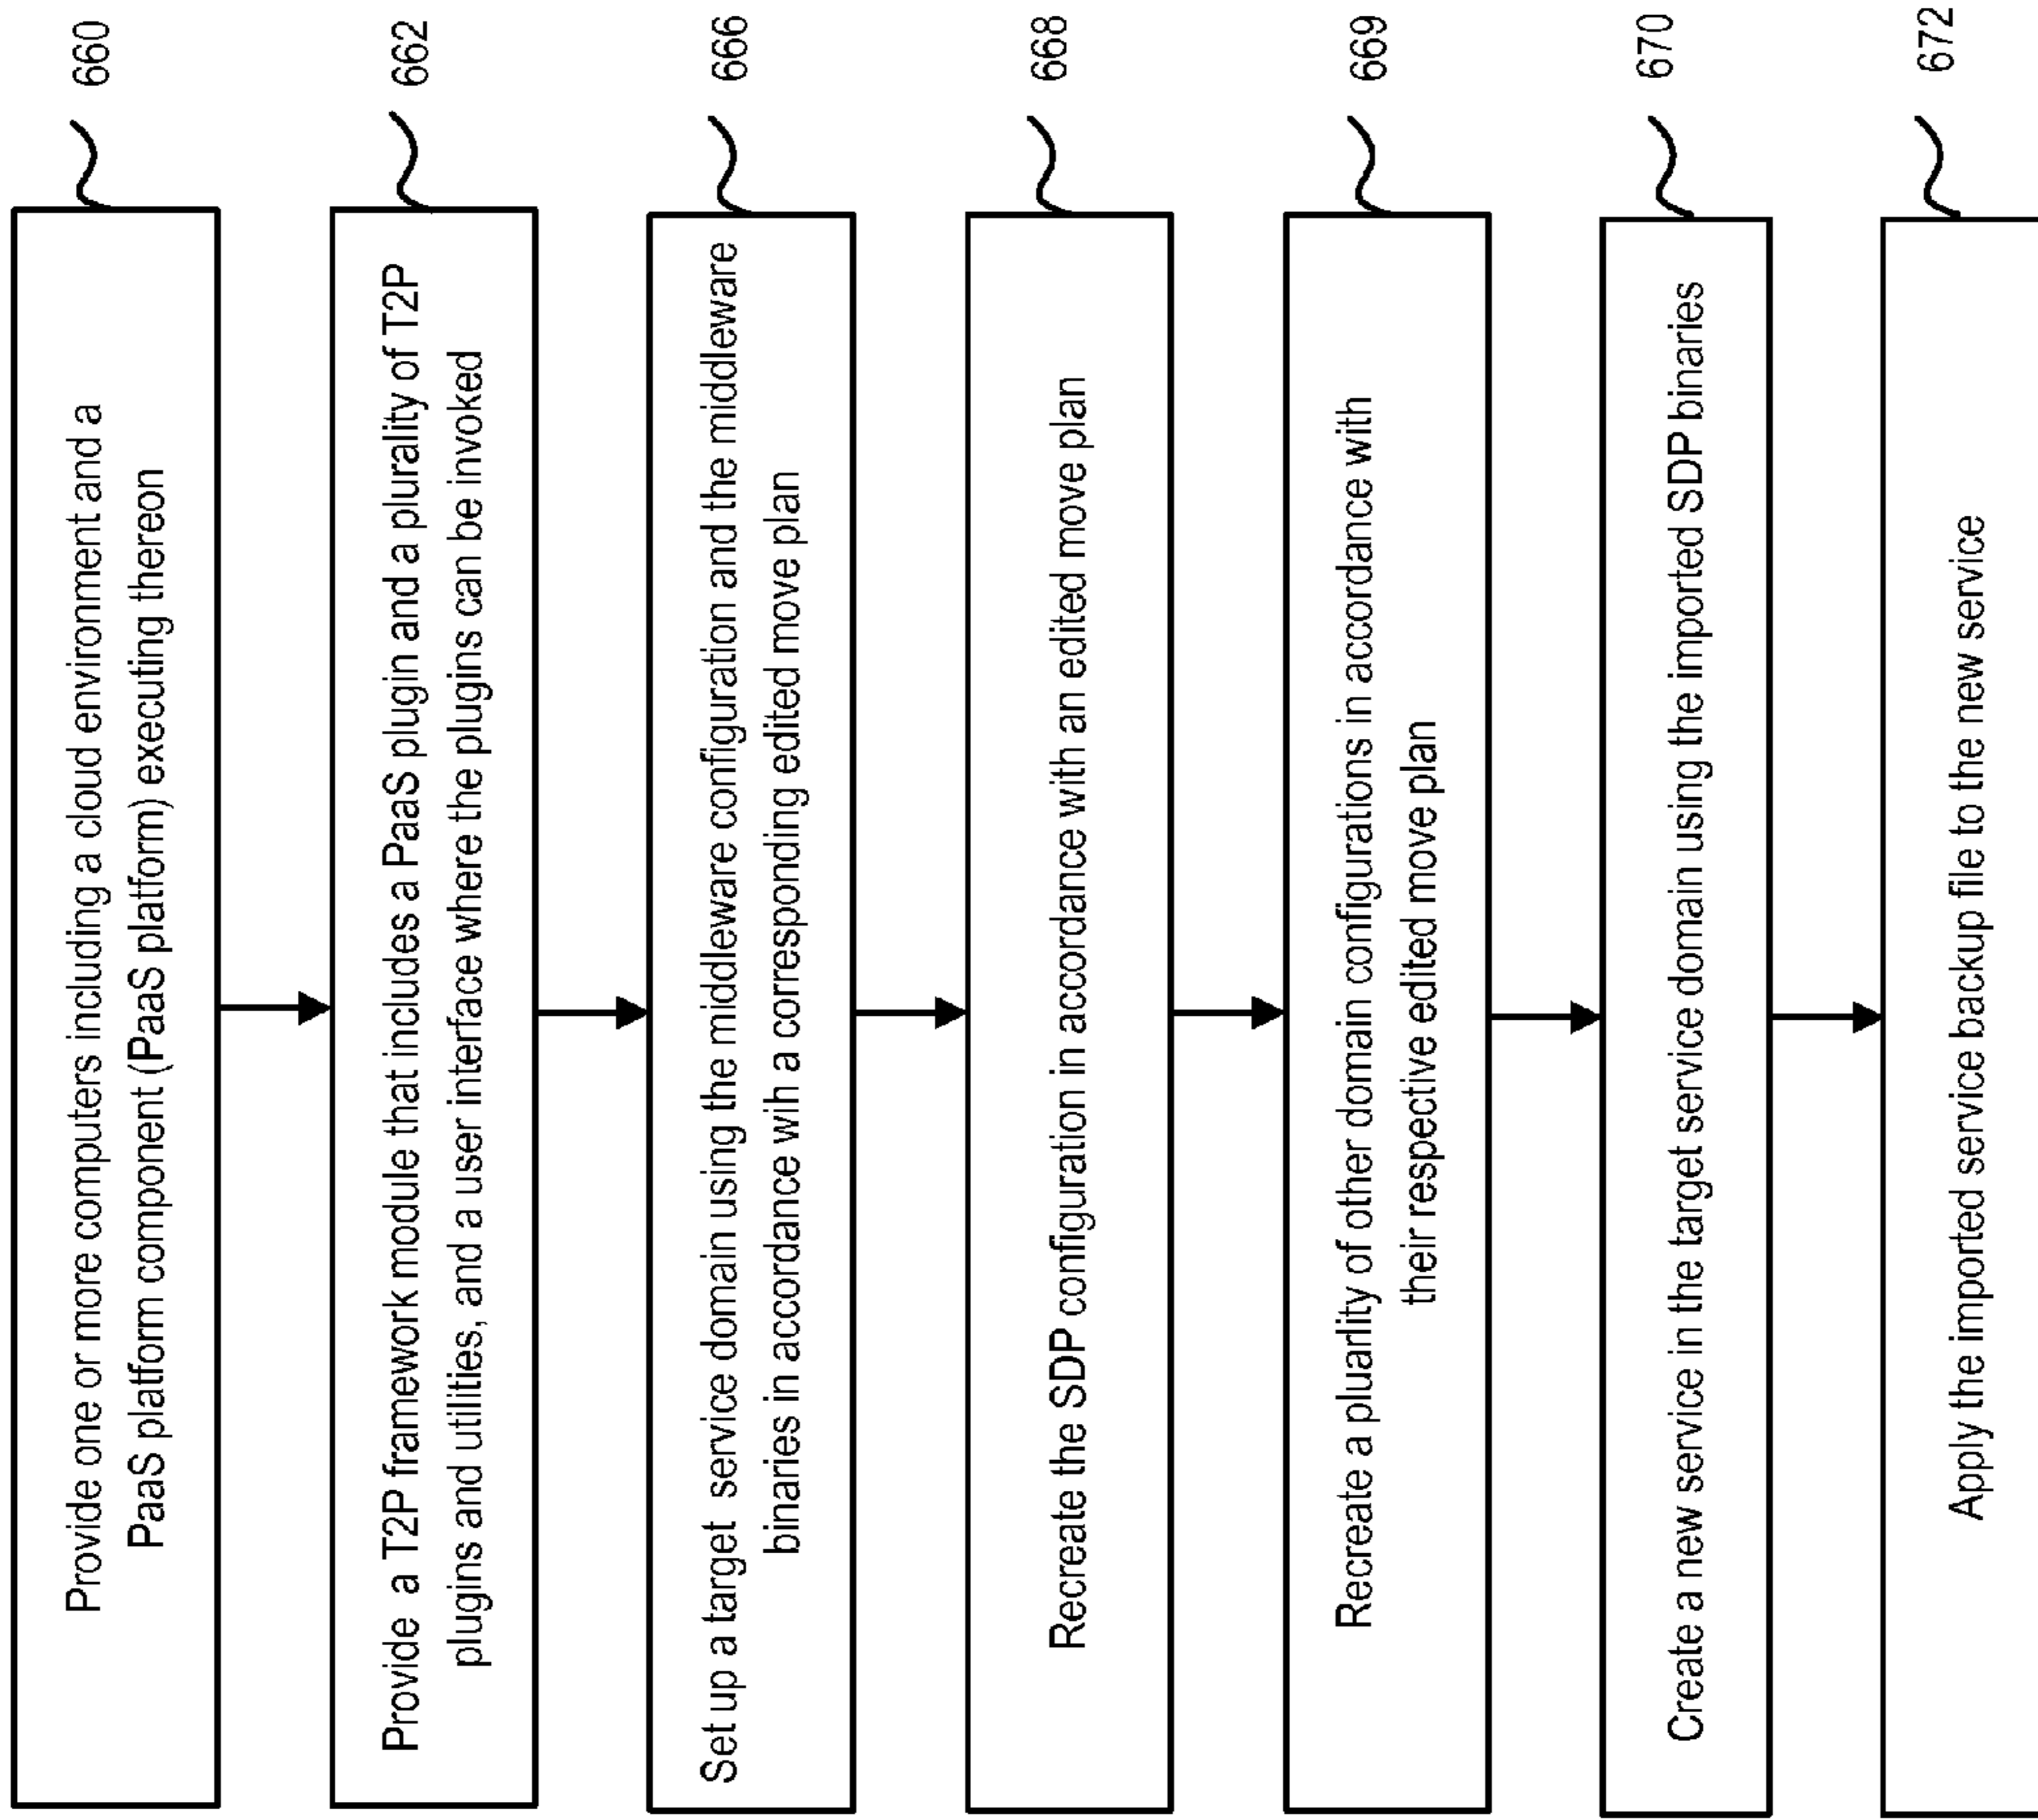 Provide one or more computers including a cloud environment and a
PaaS platform component (PaaS platform) executing thereon
660
Provide a T2P framework module that includes a PaaS plugin and a plurality of T2P
plugins and utilities, and a user interface where the plugins can be invoked
662
Set up a target service domain using the middleware configuration and the middleware
binaries in accordance wih a corresponding edited move plan
666
Recreate the SDP configuration in accordance with an edited move plan
668
Recreate a pluarlity of other domain configurations in accordance with
their respective edited move plan
669
Create a new service in the target service domain using the imported SDP binaries
670
Apply the imported service backup file to the new service
672